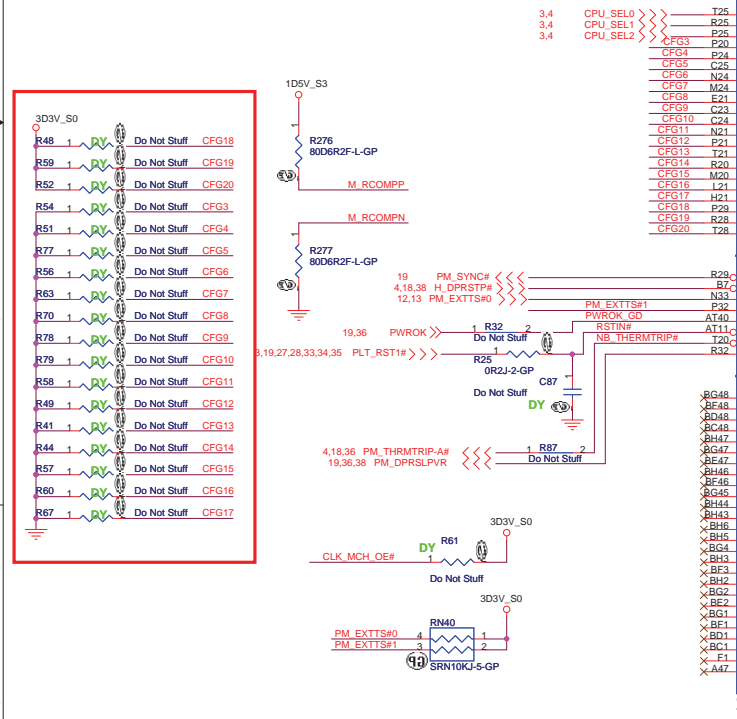 3,4 CPU_SEL0 T25
3,4 CPU_SEL1 R25
3,4 CPU_SEL2 P25
CFG3 P20
CFG4 P24
CFG5 C25
CFG6 N24
CFG7 M24
CFG8 E21
CFG9 C23
CFG10 C24
CFG11 N21
CFG12 P21
CFG13 T21
CFG14 R20
CFG15 M20
CFG16 L21
CFG17 H21
CFG18 P29
CFG19 R28
CFG20 T28
3D3V_S0
R48 1 DY Do Not Stuff CFG18
R59 1 DY Do Not Stuff CFG19
R52 1 DY Do Not Stuff CFG20
R54 1 DY Do Not Stuff CFG3
R51 1 DY Do Not Stuff CFG4
R77 1 DY Do Not Stuff CFG5
R56 1 DY Do Not Stuff CFG6
R63 1 DY Do Not Stuff CFG7
R70 1 DY Do Not Stuff CFG8
R78 1 DY Do Not Stuff CFG9
R79 1 DY Do Not Stuff CFG10
R58 1 DY Do Not Stuff CFG11
R49 1 DY Do Not Stuff CFG12
R41 1 DY Do Not Stuff CFG13
R44 1 DY Do Not Stuff CFG14
R57 1 DY Do Not Stuff CFG15
R60 1 DY Do Not Stuff CFG16
R67 1 DY Do Not Stuff CFG17
1D5V_S3
1
R276
80D6R2F-L-GP
M_RCOMPP
M_RCOMPN
1
R277
80D6R2F-L-GP
19 PM_SYNC# R29
4,18,38 H_DPRSTP# B7
12,13 PM_EXTTS#0 N33
PM_EXTTS#1 P32
PWROK_GD AT40
19,36 PWROK 1 R32 2 RSTIN# AT11
Do Not Stuff
NB_THERMTRIP# T20
3,19,27,28,33,34,35 PLT_RST1# 1 R32
R25
0R2J-2-GP
1
C87
Do Not Stuff
DY
4,18,36 PM_THRMTRIP-A# 1 R87 2
19,36,38 PM_DPRSLPVR Do Not Stuff
BG48
BF48
BD48
BC48
BH47
BG47
BE47
BH46
BF46
BG45
BH44
BH43
BH6
BH5
BG4
BH3
BF3
BH2
BG2
BE2
BG1
BF1
BD1
BC1
F1
A47
3D3V_S0
DY R61
CLK_MCH_OE# 1
Do Not Stuff
3D3V_S0
RN40
PM_EXTTS#0 4 1
PM_EXTTS#1 3 2
SRN10KJ-5-GP